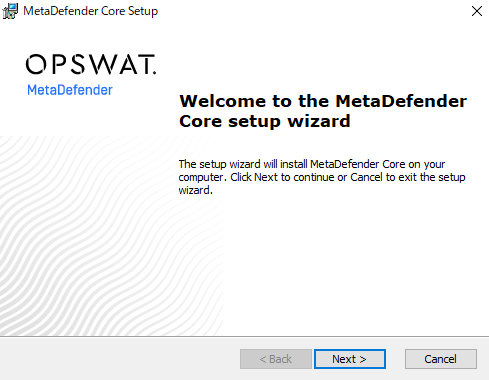 MetaDefender Core Setup
OPSWAT.
MetaDefender
Welcome to the MetaDefender
Core setup wizard
The setup wizard will install MetaDefender Core on your
computer. Click Next to continue or Cancel to exit the setup
wizard.
< Back
Next >
Cancel